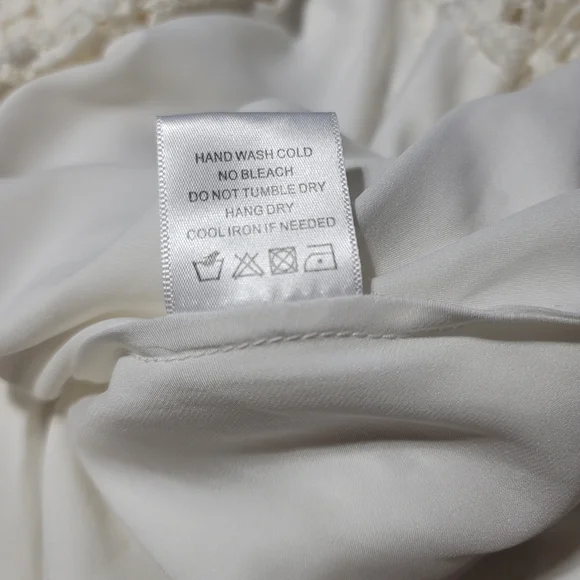 HAND WASH COLD
NO BLEACH
DO NOT TUMBLE DRY
HANG DRY
COOL IRON IF NEEDED